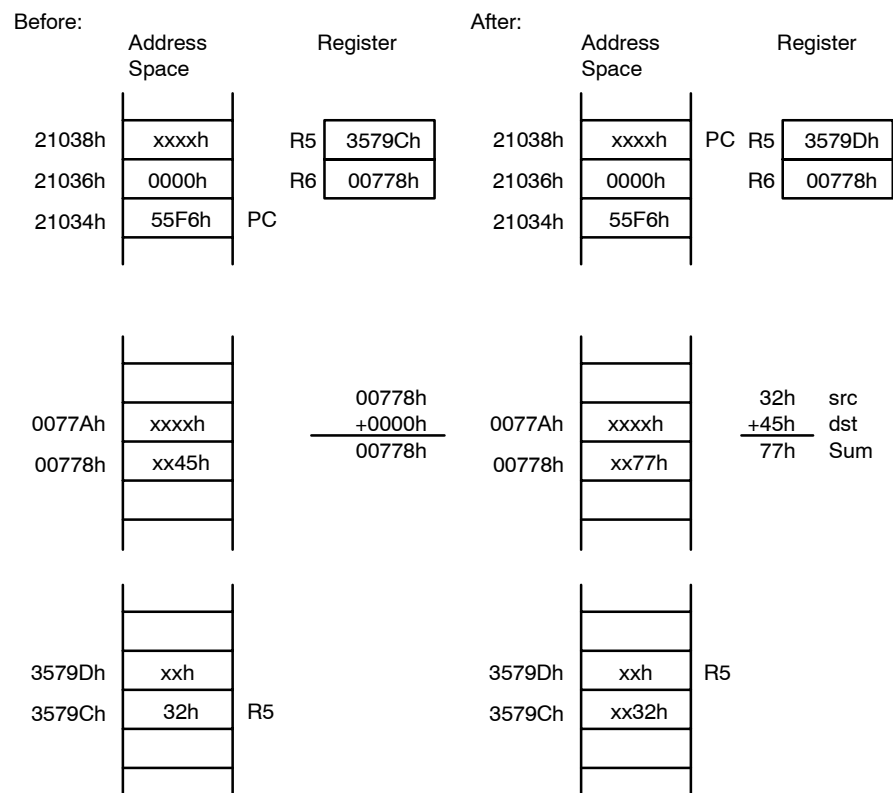 Before:
Address Space
Register
21038h xxxxh R5 3579Ch
21036h 0000h R6 00778h
21034h 55F6h PC
00778h
0077Ah xxxxh +0000h
00778h xx45h 00778h
3579Dh xxh
3579Ch 32h R5
After:
Address Space
Register
21038h xxxxh PC R5 3579Dh
21036h 0000h R6 00778h
21034h 55F6h
32h src
0077Ah xxxxh +45h dst
00778h xx77h 77h Sum
3579Dh xxh R5
3579Ch xx32h